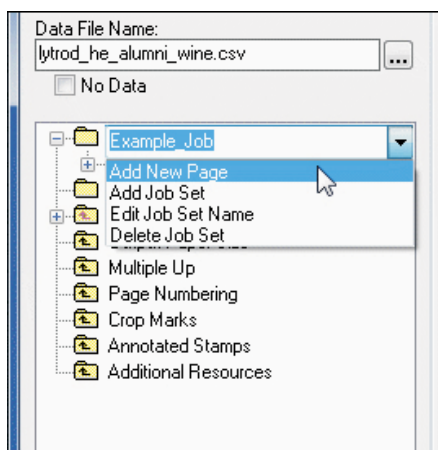 Data File Name:
lytrod_he_alumni_wine.csv
...
No Data
Example_Job
Add New Page
Add Job Set
Edit Job Set Name
Delete Job Set
Multiple Up
Page Numbering
Crop Marks
Annotated Stamps
Additional Resources